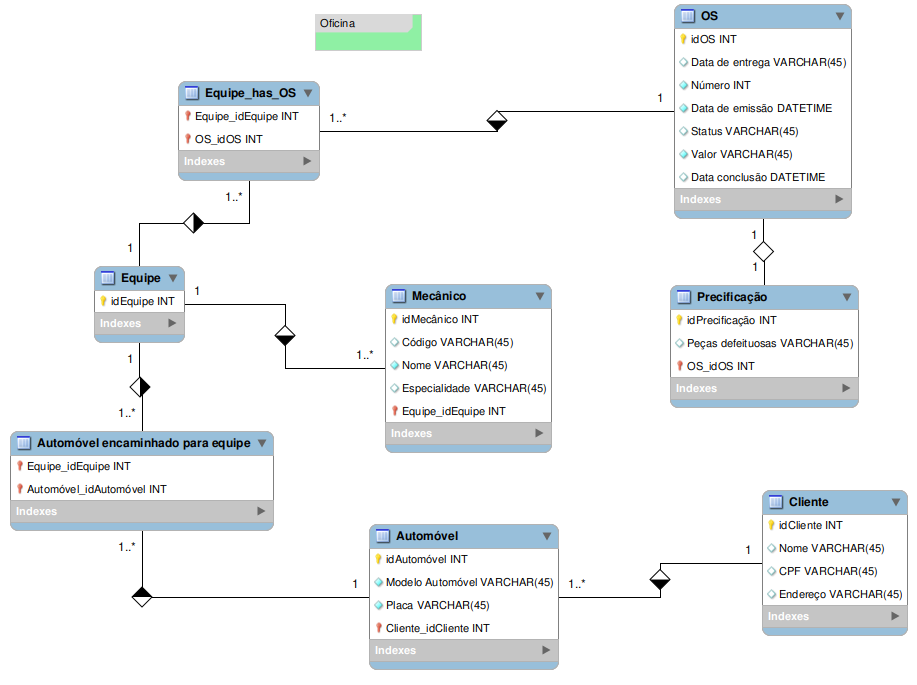 Oficina
OS
idOS INT
Data de entrega VARCHAR(45)
Número INT
Data de emissão DATETIME
Status VARCHAR(45)
Valor VARCHAR(45)
Data conclusão DATETIME
Indexes
Equipe_has_OS
Equipe_idEquipe INT
OS_idOS INT
Indexes
1..*
1
1..*
1
1
1
Equipe
idEquipe INT
Indexes
1
1..*
Mecânico
idMecânico INT
Código VARCHAR(45)
Nome VARCHAR(45)
Especialidade VARCHAR(45)
Equipe_idEquipe INT
Indexes
Precificação
idPrecificação INT
Peças defeituosas VARCHAR(45)
OS_idOS INT
Indexes
1
1..*
Automóvel encaminhado para equipe
Equipe_idEquipe INT
Automóvel_idAutomóvel INT
Indexes
1..*
1
Automóvel
idAutomóvel INT
Modelo Automóvel VARCHAR(45)
Placa VARCHAR(45)
Cliente_idCliente INT
Indexes
1..*
1
Cliente
idCliente INT
Nome VARCHAR(45)
CPF VARCHAR(45)
Endereço VARCHAR(45)
Indexes